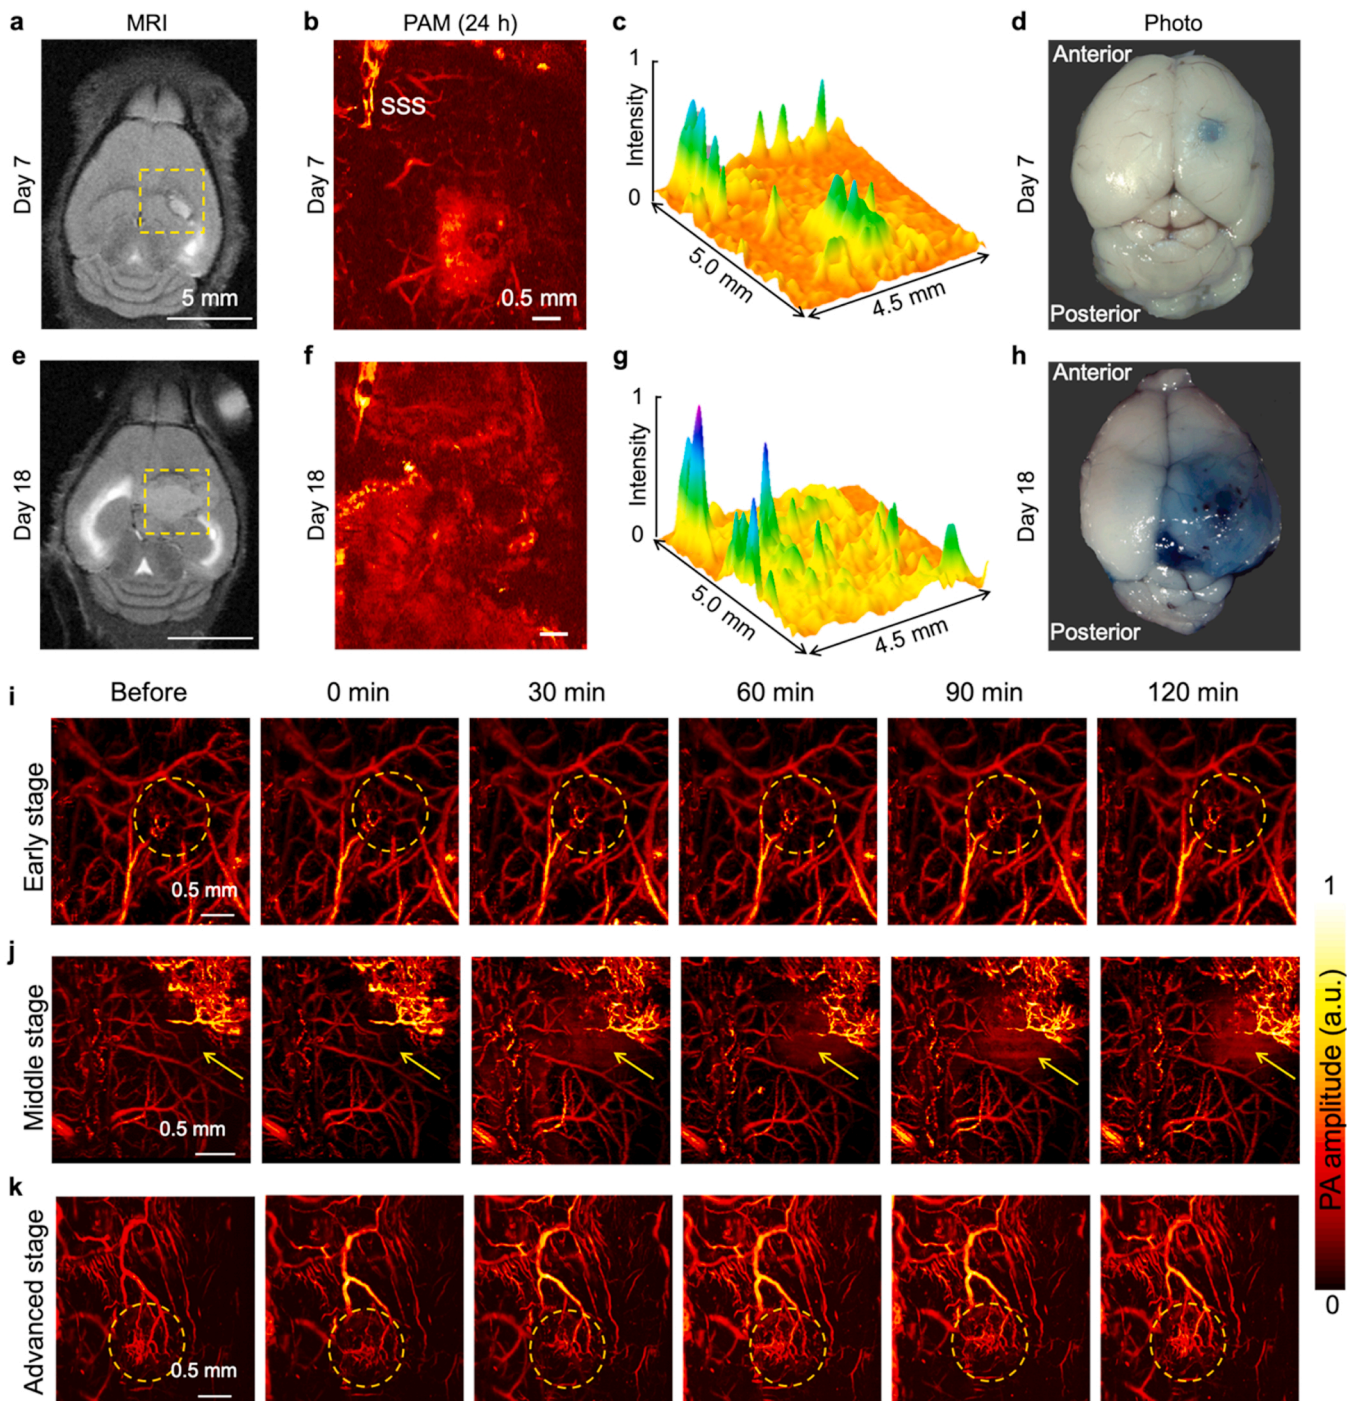 a MRI
b PAM (24 h)
c
d Photo
Day 7
5 mm
Day 7
SSS
0.5 mm
1
Intensity
0
5.0 mm
4.5 mm
Day 7
Anterior
Posterior
e
f
g
h
Day 18
Day 18
1
Intensity
0
5.0 mm
4.5 mm
Day 18
Anterior
Posterior
i Before 0 min 30 min 60 min 90 min 120 min
Early stage
0.5 mm
j
Middle stage
0.5 mm
k
Advanced stage
0.5 mm
1
PA amplitude (a.u.)
0